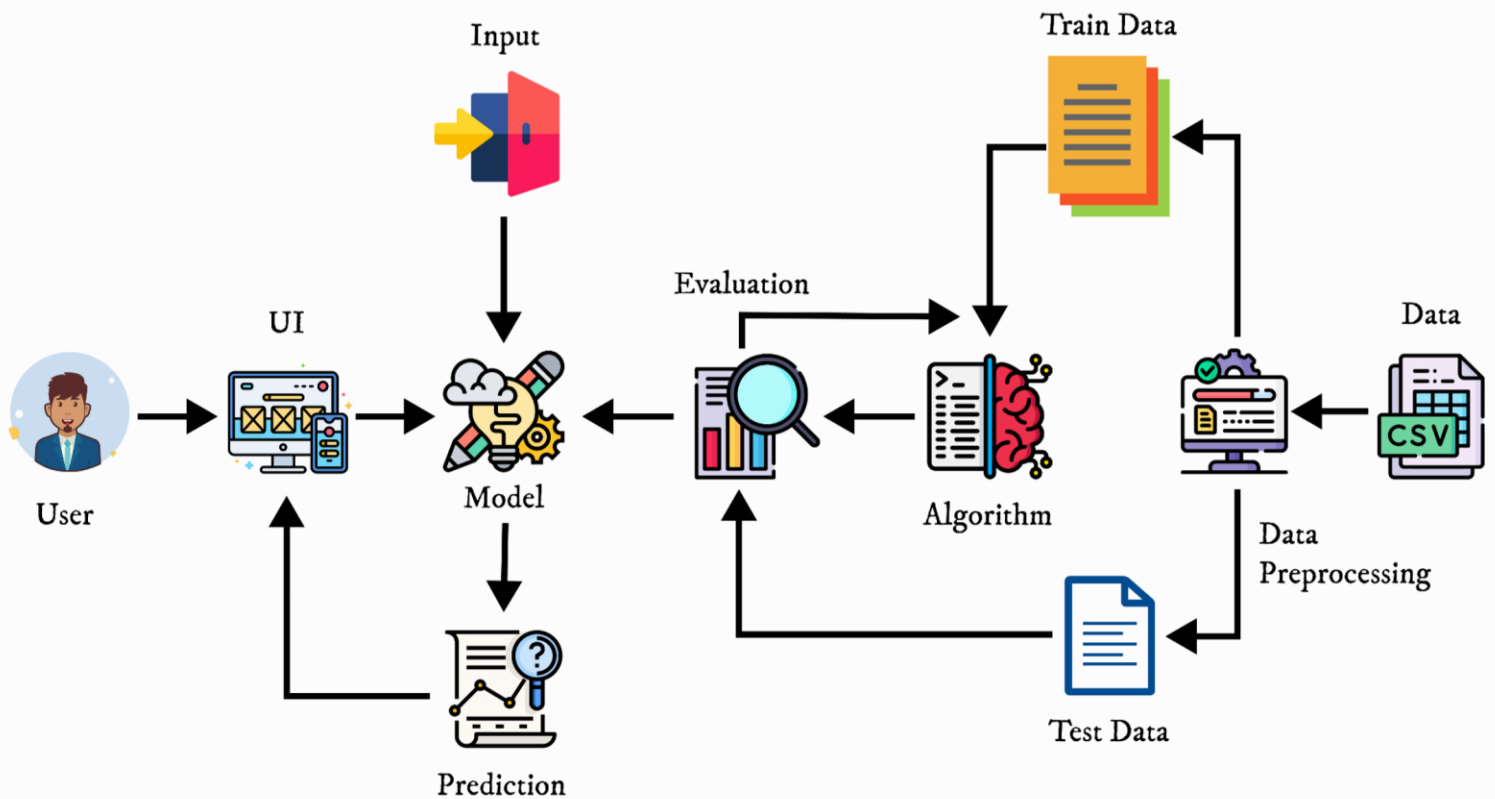 Input
Train Data
Evaluation
UI
Data
CSV
User
Model
Algorithm
Data
Preprocessing
?
Test Data
Prediction